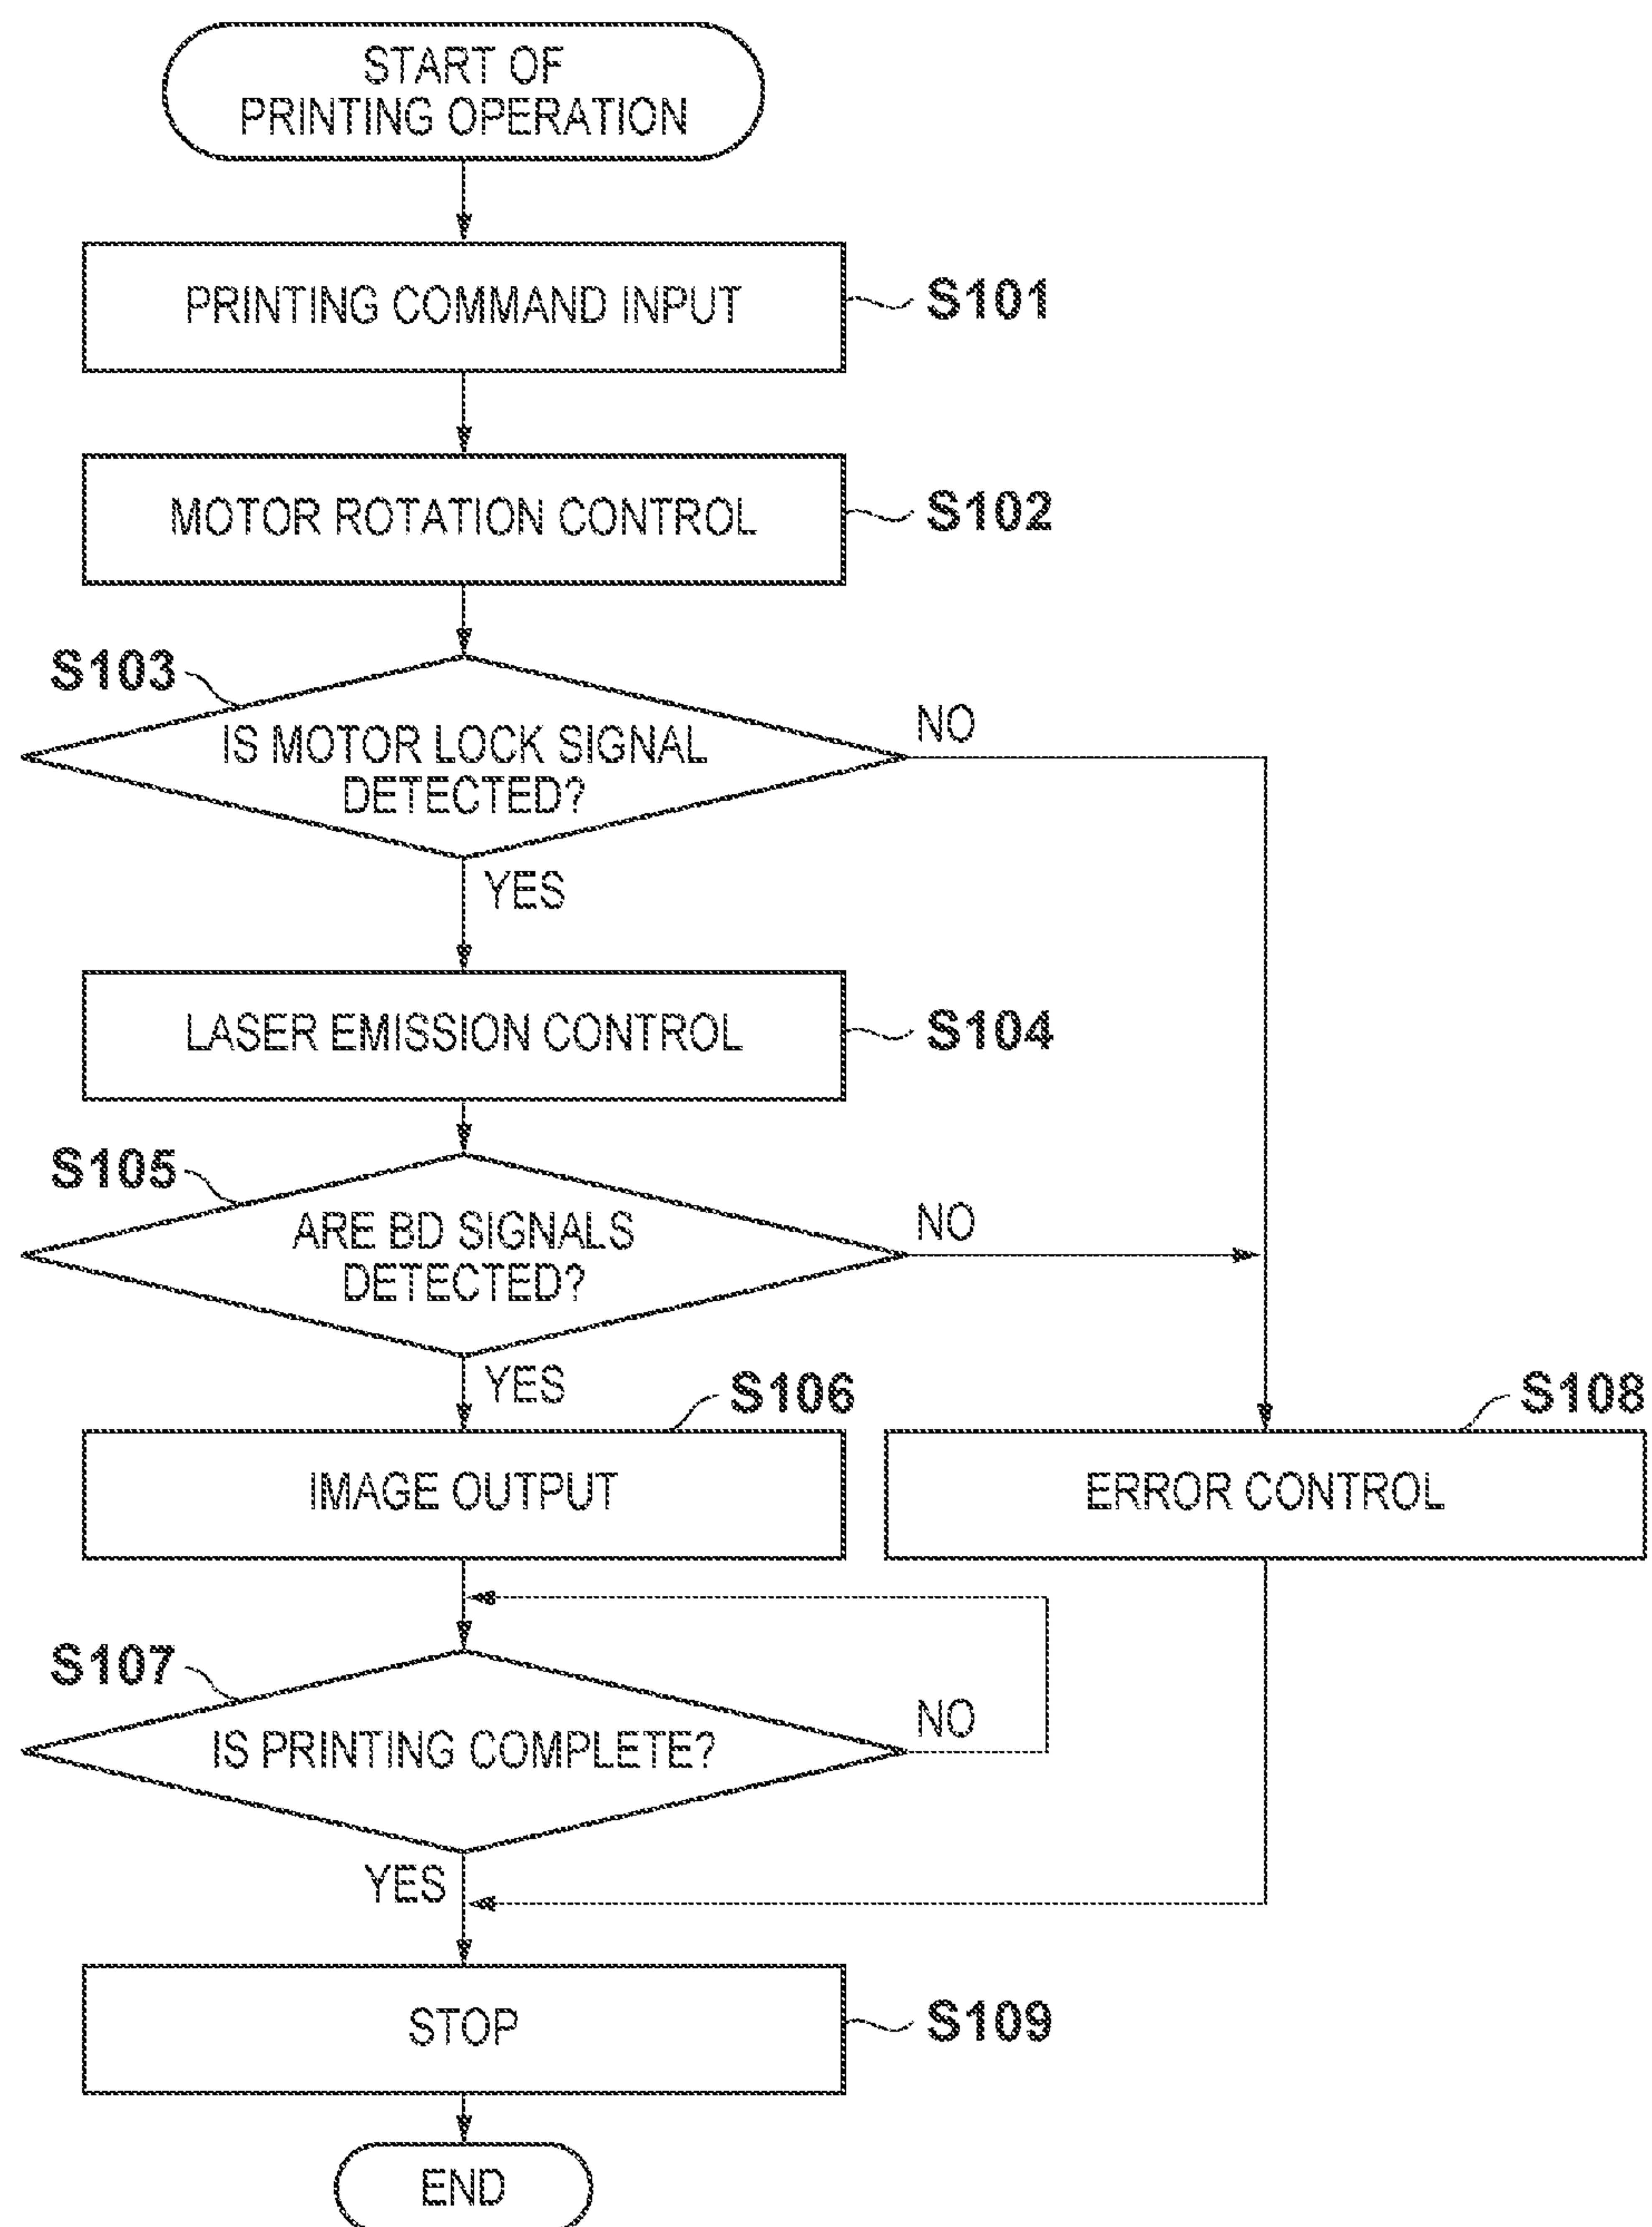 START OF
PRINTING OPERATION
PRINTING COMMAND INPUT
S101
MOTOR ROTATION CONTROL
S102
S103
IS MOTOR LOCK SIGNAL
DETECTED?
NO
YES
LASER EMISSION CONTROL
S104
S105
ARE BD SIGNALS
DETECTED?
NO
YES
S106
IMAGE OUTPUT
S108
ERROR CONTROL
S107
IS PRINTING COMPLETE?
NO
YES
STOP
S109
END